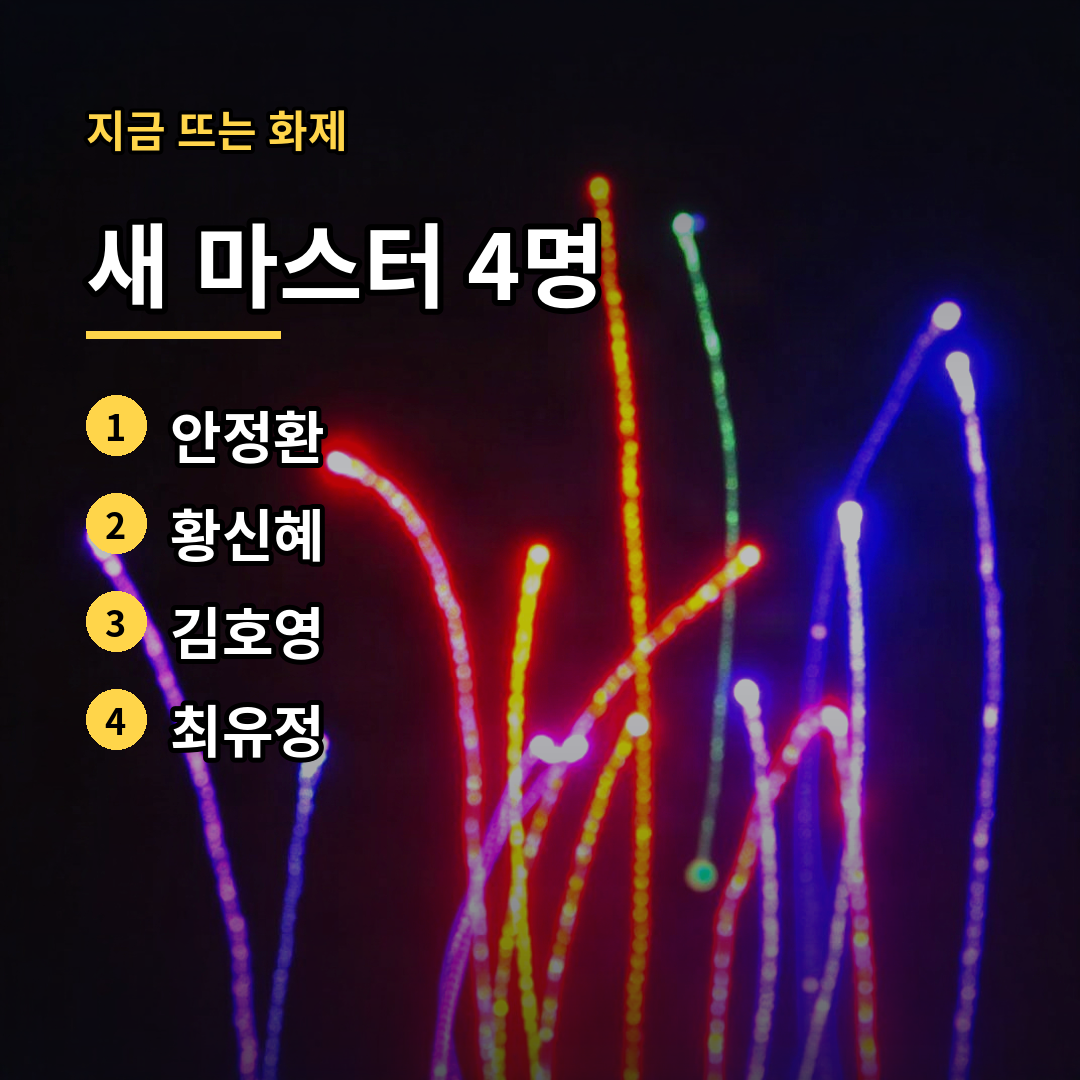 지금 뜨는 화제
새 마스터 4명
1 안정환
2 황신혜
3 김호영
4 최유정